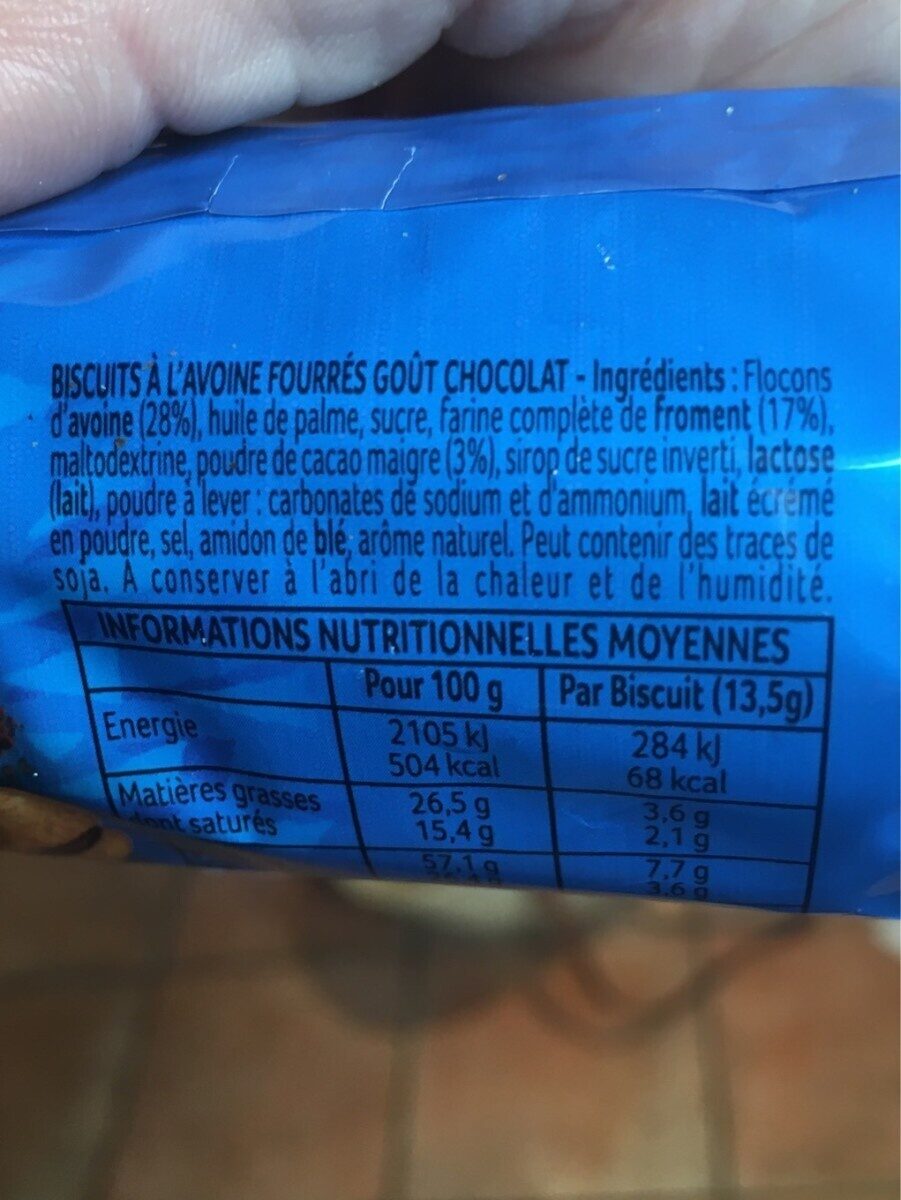 BISCUITS À L'AVOINE FOURRÉS GOÛT CHOCOLAT - Ingrédients : Flocons
d'avoine (28%), huile de palme, sucre, farine complète de froment (17%),
maltodextrine, poudre de cacao maigre (3%), sirop de sucre inverti, lactose
(lait), poudre à lever : carbonates de sodium et d'ammonium, lait écrémé
en poudre, sel, amidon de blé, arôme naturel. Peut contenir des traces de
soja. A conserver à l'abri de la chaleur et de l'humidité.
INFORMATIONS NUTRITIONNELLES MOYENNES
Pour 100 g Par Biscuit (13,5g)
Energie 2105 kJ 284 kJ
504 kcal 68 kcal
Matières grasses 26,5 g 3,6 g
dont saturés 15,4 g 2,1 g
57,1 g 7,7 g
3,6 g